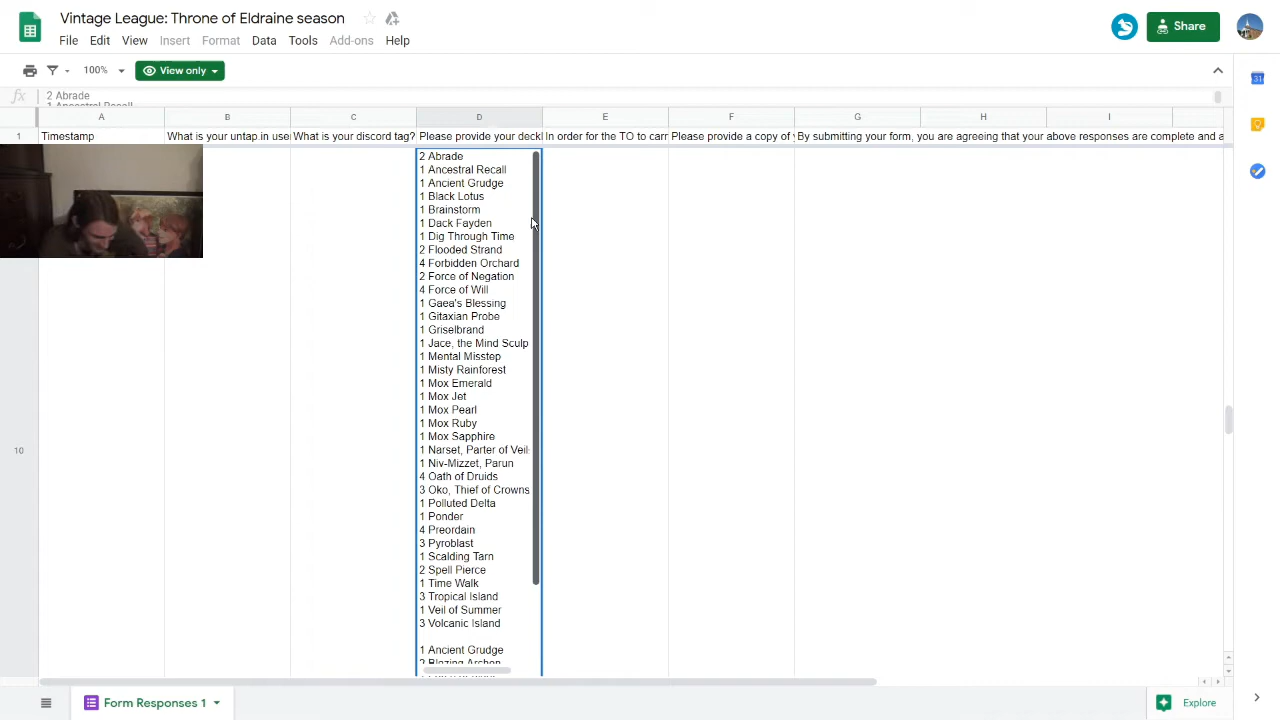 Vintage League: Throne of Eldraine season
File Edit View Insert Format Data Tools Add-ons Help
Share
100% View only
fx 2 Abrade
1 Ancestral Recall
A B C D E F G H I
1 Timestamp What is your untap.in use What is your discord tag? Please provide your deckl In order for the TO to carr Please provide a copy of By submitting your form, you are agreeing that your above responses are complete and a
2 Abrade
1 Ancestral Recall
1 Ancient Grudge
1 Black Lotus
1 Brainstorm
1 Dack Fayden
1 Dig Through Time
2 Flooded Strand
4 Forbidden Orchard
2 Force of Negation
4 Force of Will
1 Gaea's Blessing
1 Gitaxian Probe
1 Griselbrand
1 Jace, the Mind Sculp
1 Mental Misstep
1 Misty Rainforest
1 Mox Emerald
1 Mox Jet
1 Mox Pearl
1 Mox Ruby
1 Mox Sapphire
10
1 Narset, Parter of Veil
1 Niv-Mizzet, Parun
4 Oath of Druids
3 Oko, Thief of Crowns
1 Polluted Delta
1 Ponder
4 Preordain
3 Pyroblast
1 Scalding Tarn
2 Spell Pierce
1 Time Walk
3 Tropical Island
1 Veil of Summer
3 Volcanic Island
1 Ancient Grudge
2 Blazing Archon
Form Responses 1
Explore